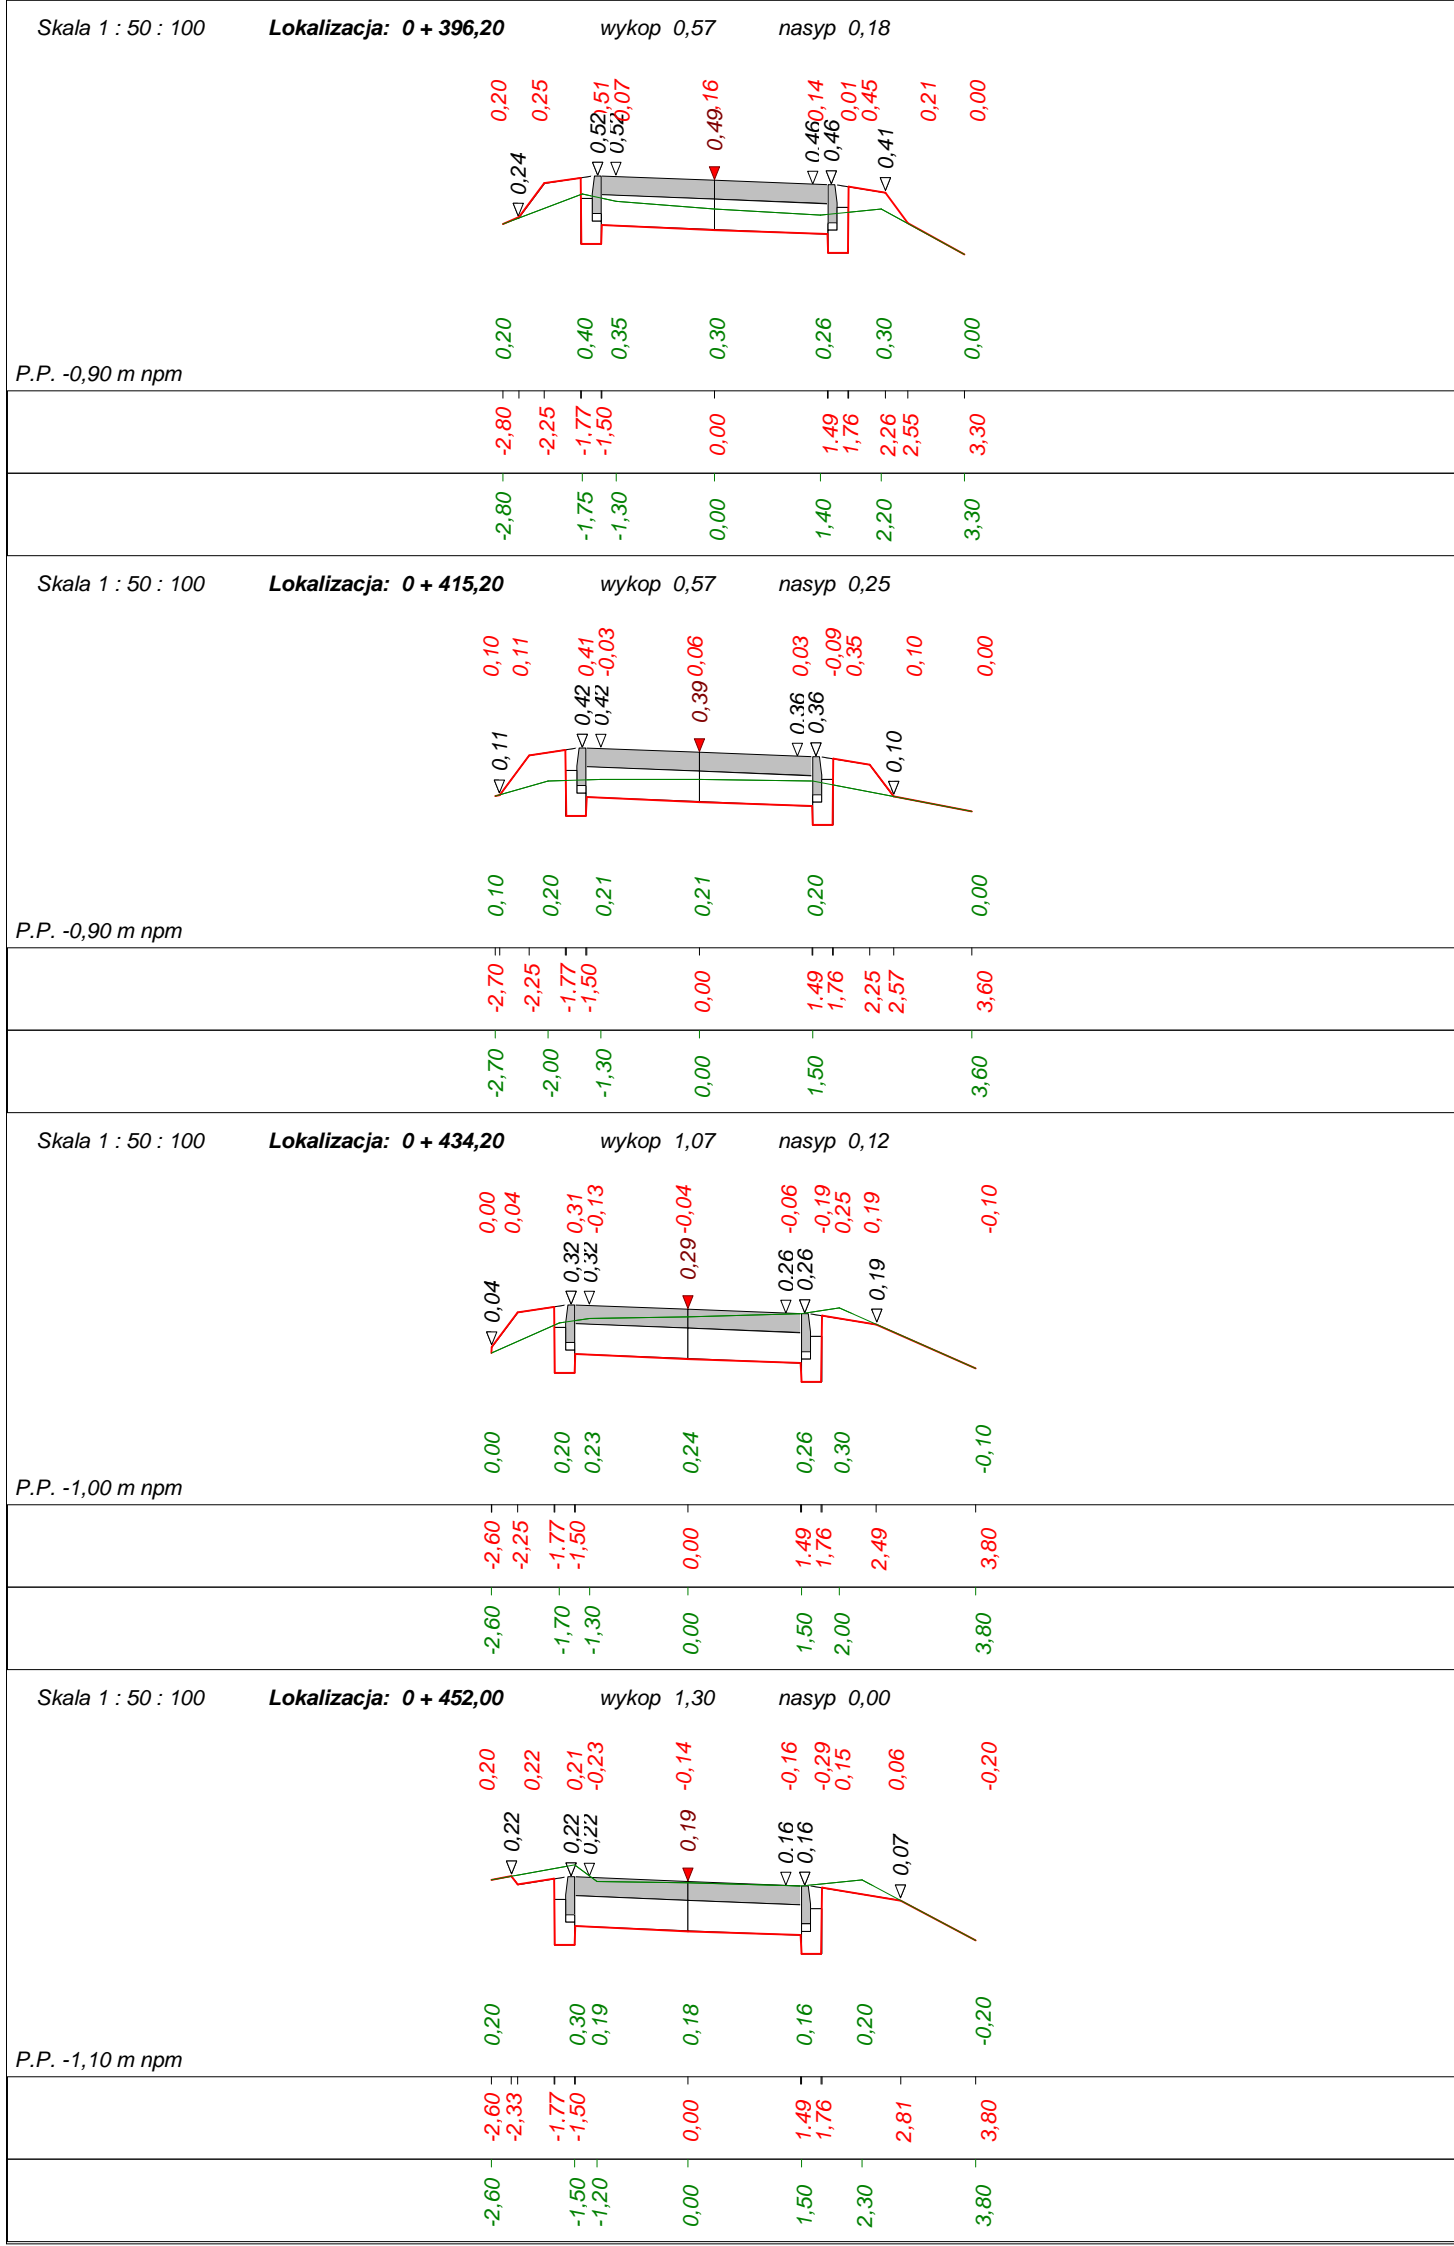 Skala 1 : 50 : 100 Lokalizacja: 0 + 396,20 wykop 0,57 nasyp 0,18
0,20 0,25 0,51 0,07 0,16 0,14 0,01 0,45 0,21 0,00
0,24 0,52 0,52 0,49 0.46 0,46 0,41
0,20 0,40 0,35 0,30 0,26 0,30 0,00
P.P. -0,90 m npm
-2,80 -2,25 -1.77 -1,50 0,00 1.49 1,76 2,26 2,55 3,30
-2,80 -1,75 -1,30 0,00 1,40 2,20 3,30
Skala 1 : 50 : 100 Lokalizacja: 0 + 415,20 wykop 0,57 nasyp 0,25
0,10 0,11 0,41 -0,03 0,06 0,03 -0,09 0,35 0,10 0,00
0,11 0,42 0,42 0,39 0.36 0,36 0,10
0,10 0,20 0,21 0,21 0,20 0,00
P.P. -0,90 m npm
-2,70 -2,25 -1.77 -1,50 0,00 1.49 1,76 2,25 2,57 3,60
-2,70 -2,00 -1,30 0,00 1,50 3,60
Skala 1 : 50 : 100 Lokalizacja: 0 + 434,20 wykop 1,07 nasyp 0,12
0,00 0,04 0,31 -0,13 -0,04 -0,06 -0,19 0,25 0,19 -0,10
0,04 0,32 0,32 0,29 0.26 0,26 0,19
0,00 0,20 0,23 0,24 0,26 0,30 -0,10
P.P. -1,00 m npm
-2,60 -2,25 -1.77 -1,50 0,00 1.49 1,76 2,49 3,80
-2,60 -1,70 -1,30 0,00 1,50 2,00 3,80
Skala 1 : 50 : 100 Lokalizacja: 0 + 452,00 wykop 1,30 nasyp 0,00
0,20 0,22 0,21 -0,23 -0,14 -0,16 -0,29 0,15 0,06 -0,20
0,22 0,22 0,22 0,19 0.16 0,16 0,07
0,20 0,30 0,19 0,18 0,16 0,20 -0,20
P.P. -1,10 m npm
-2,60 -2,33 -1.77 -1,50 0,00 1.49 1,76 2,81 3,80
-2,60 -1,50 -1,20 0,00 1,50 2,30 3,80